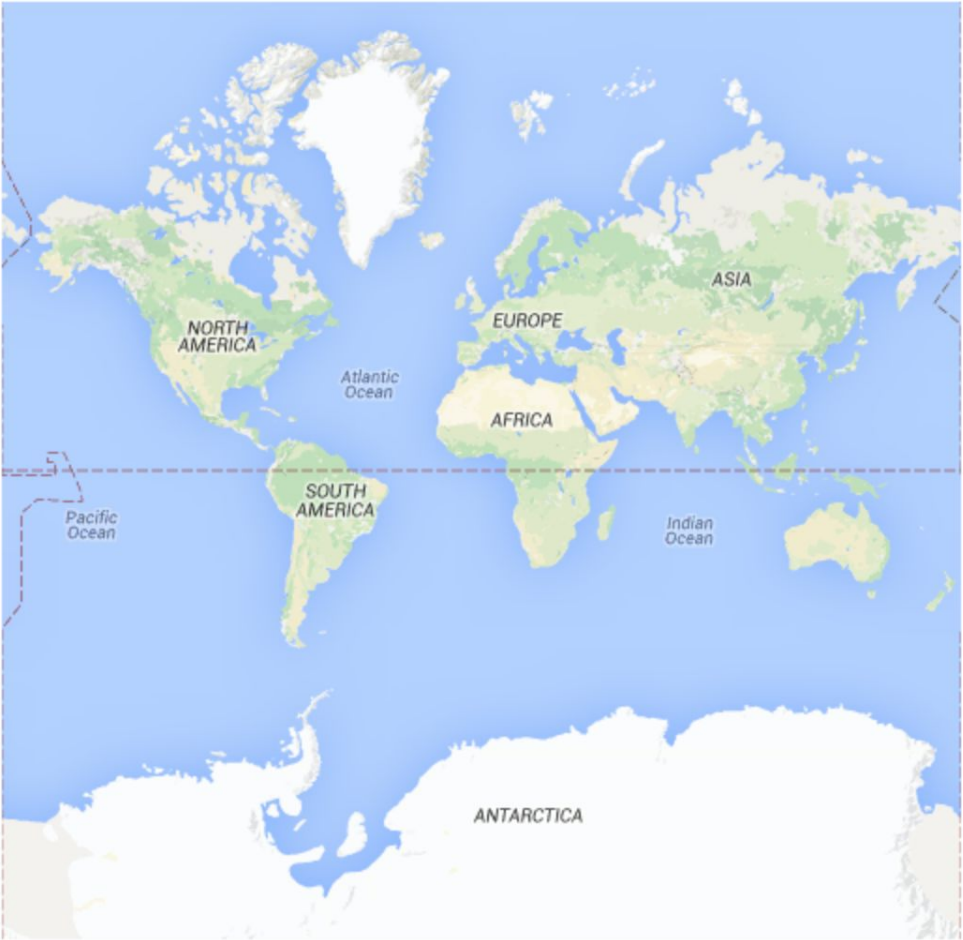 ASIA
EUROPE
NORTH
AMERICA
Atlantic
Ocean
AFRICA
SOUTH
AMERICA
Pacific
Ocean
Indian
Ocean
ANTARCTICA